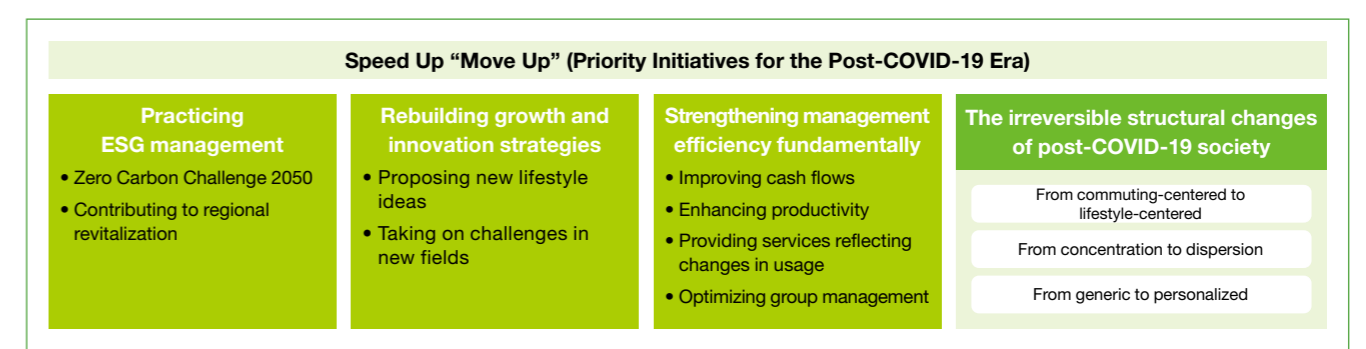 Speed Up “Move Up” (Priority Initiatives for the Post-COVID-19 Era)
Practicing
ESG management
• Zero Carbon Challenge 2050
• Contributing to regional
revitalization
Rebuilding growth and
innovation strategies
• Proposing new lifestyle
ideas
• Taking on challenges in
new fields
Strengthening management
efficiency fundamentally
• Improving cash flows
• Enhancing productivity
• Providing services reflecting
changes in usage
• Optimizing group management
The irreversible structural changes
of post-COVID-19 society
From commuting-centered to
lifestyle-centered
From concentration to dispersion
From generic to personalized